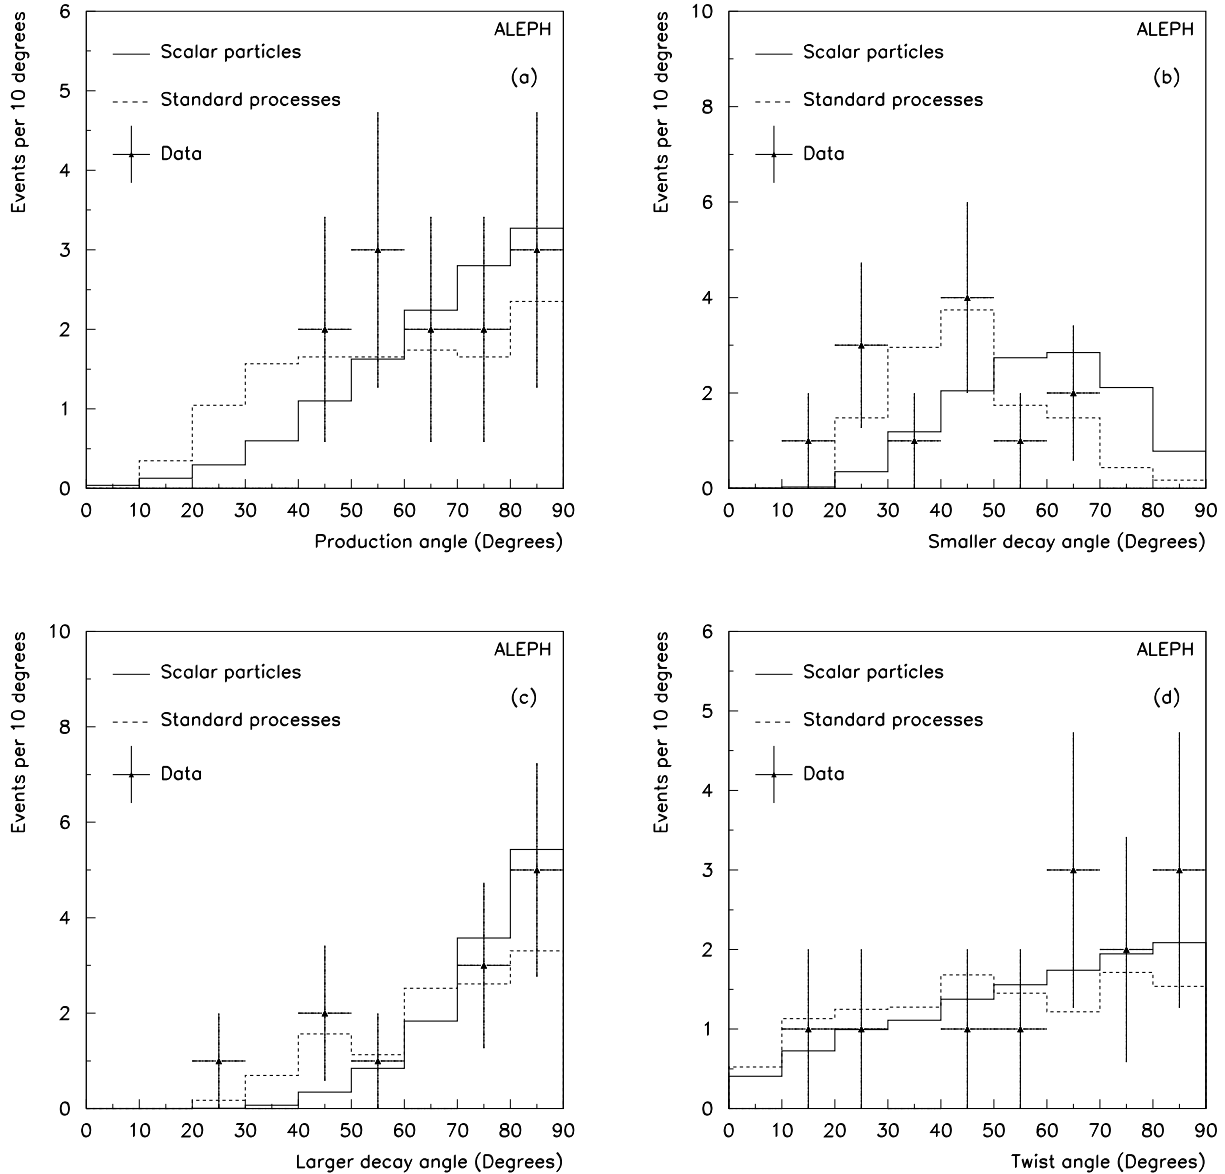 ALEPH
Scalar particles
(a)
Standard processes
Data
Events per 10 degrees
6
5
4
3
2
1
0
0 10 20 30 40 50 60 70 80 90
Production angle (Degrees)
ALEPH
Scalar particles
(b)
Standard processes
Data
Events per 10 degrees
10
8
6
4
2
0
0 10 20 30 40 50 60 70 80 90
Smaller decay angle (Degrees)
ALEPH
Scalar particles
(c)
Standard processes
Data
Events per 10 degrees
10
8
6
4
2
0
0 10 20 30 40 50 60 70 80 90
Larger decay angle (Degrees)
ALEPH
Scalar particles
(d)
Standard processes
Data
Events per 10 degrees
6
5
4
3
2
1
0
0 10 20 30 40 50 60 70 80 90
Twist angle (Degrees)